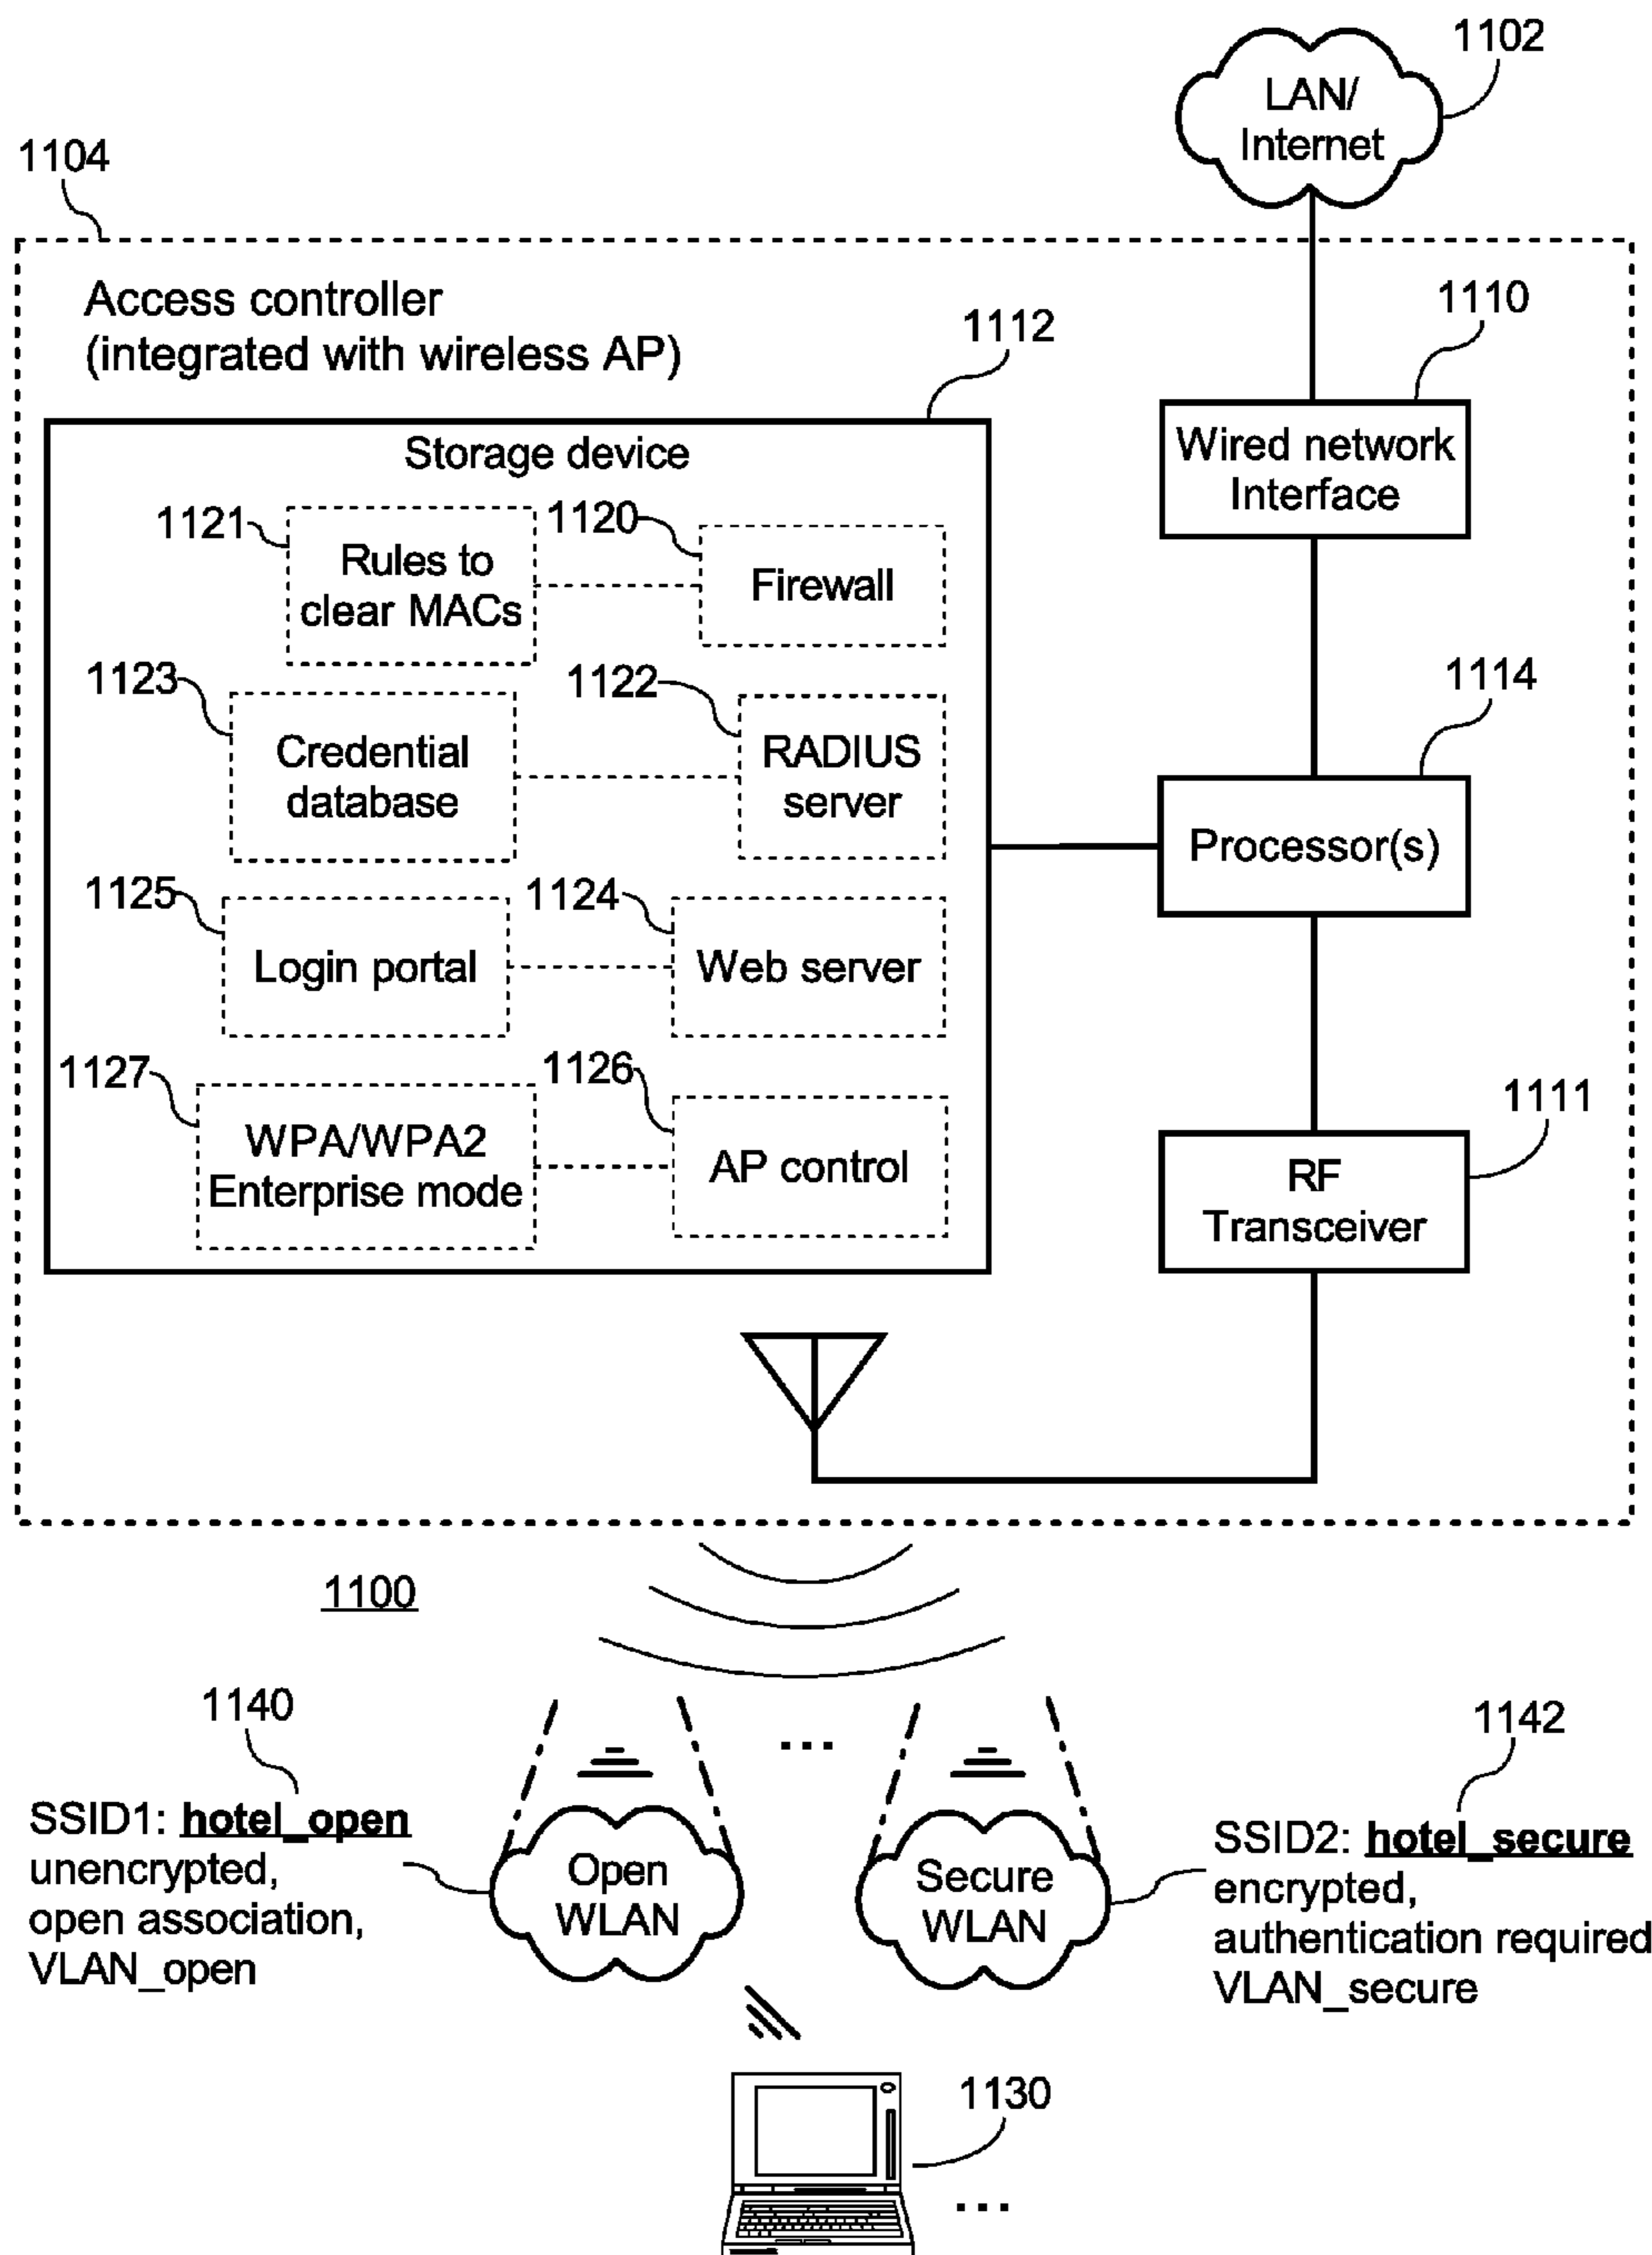 1102
LAN/
Internet
1104
Access controller
(integrated with wireless AP)
1112
1110
Storage device
Wired network
Interface
1121
Rules to
clear MACs
1120
Firewall
1123
Credential
database
1122
RADIUS
server
1114
Processor(s)
1125
Login portal
1124
Web server
1127
WPA/WPA2
Enterprise mode
1126
AP control
1111
RF
Transceiver
1100
1140
SSID1: hotel_open
unencrypted,
open association,
VLAN_open
Open
WLAN
...
Secure
WLAN
1142
SSID2: hotel_secure
encrypted,
authentication required
VLAN_secure
1130
...